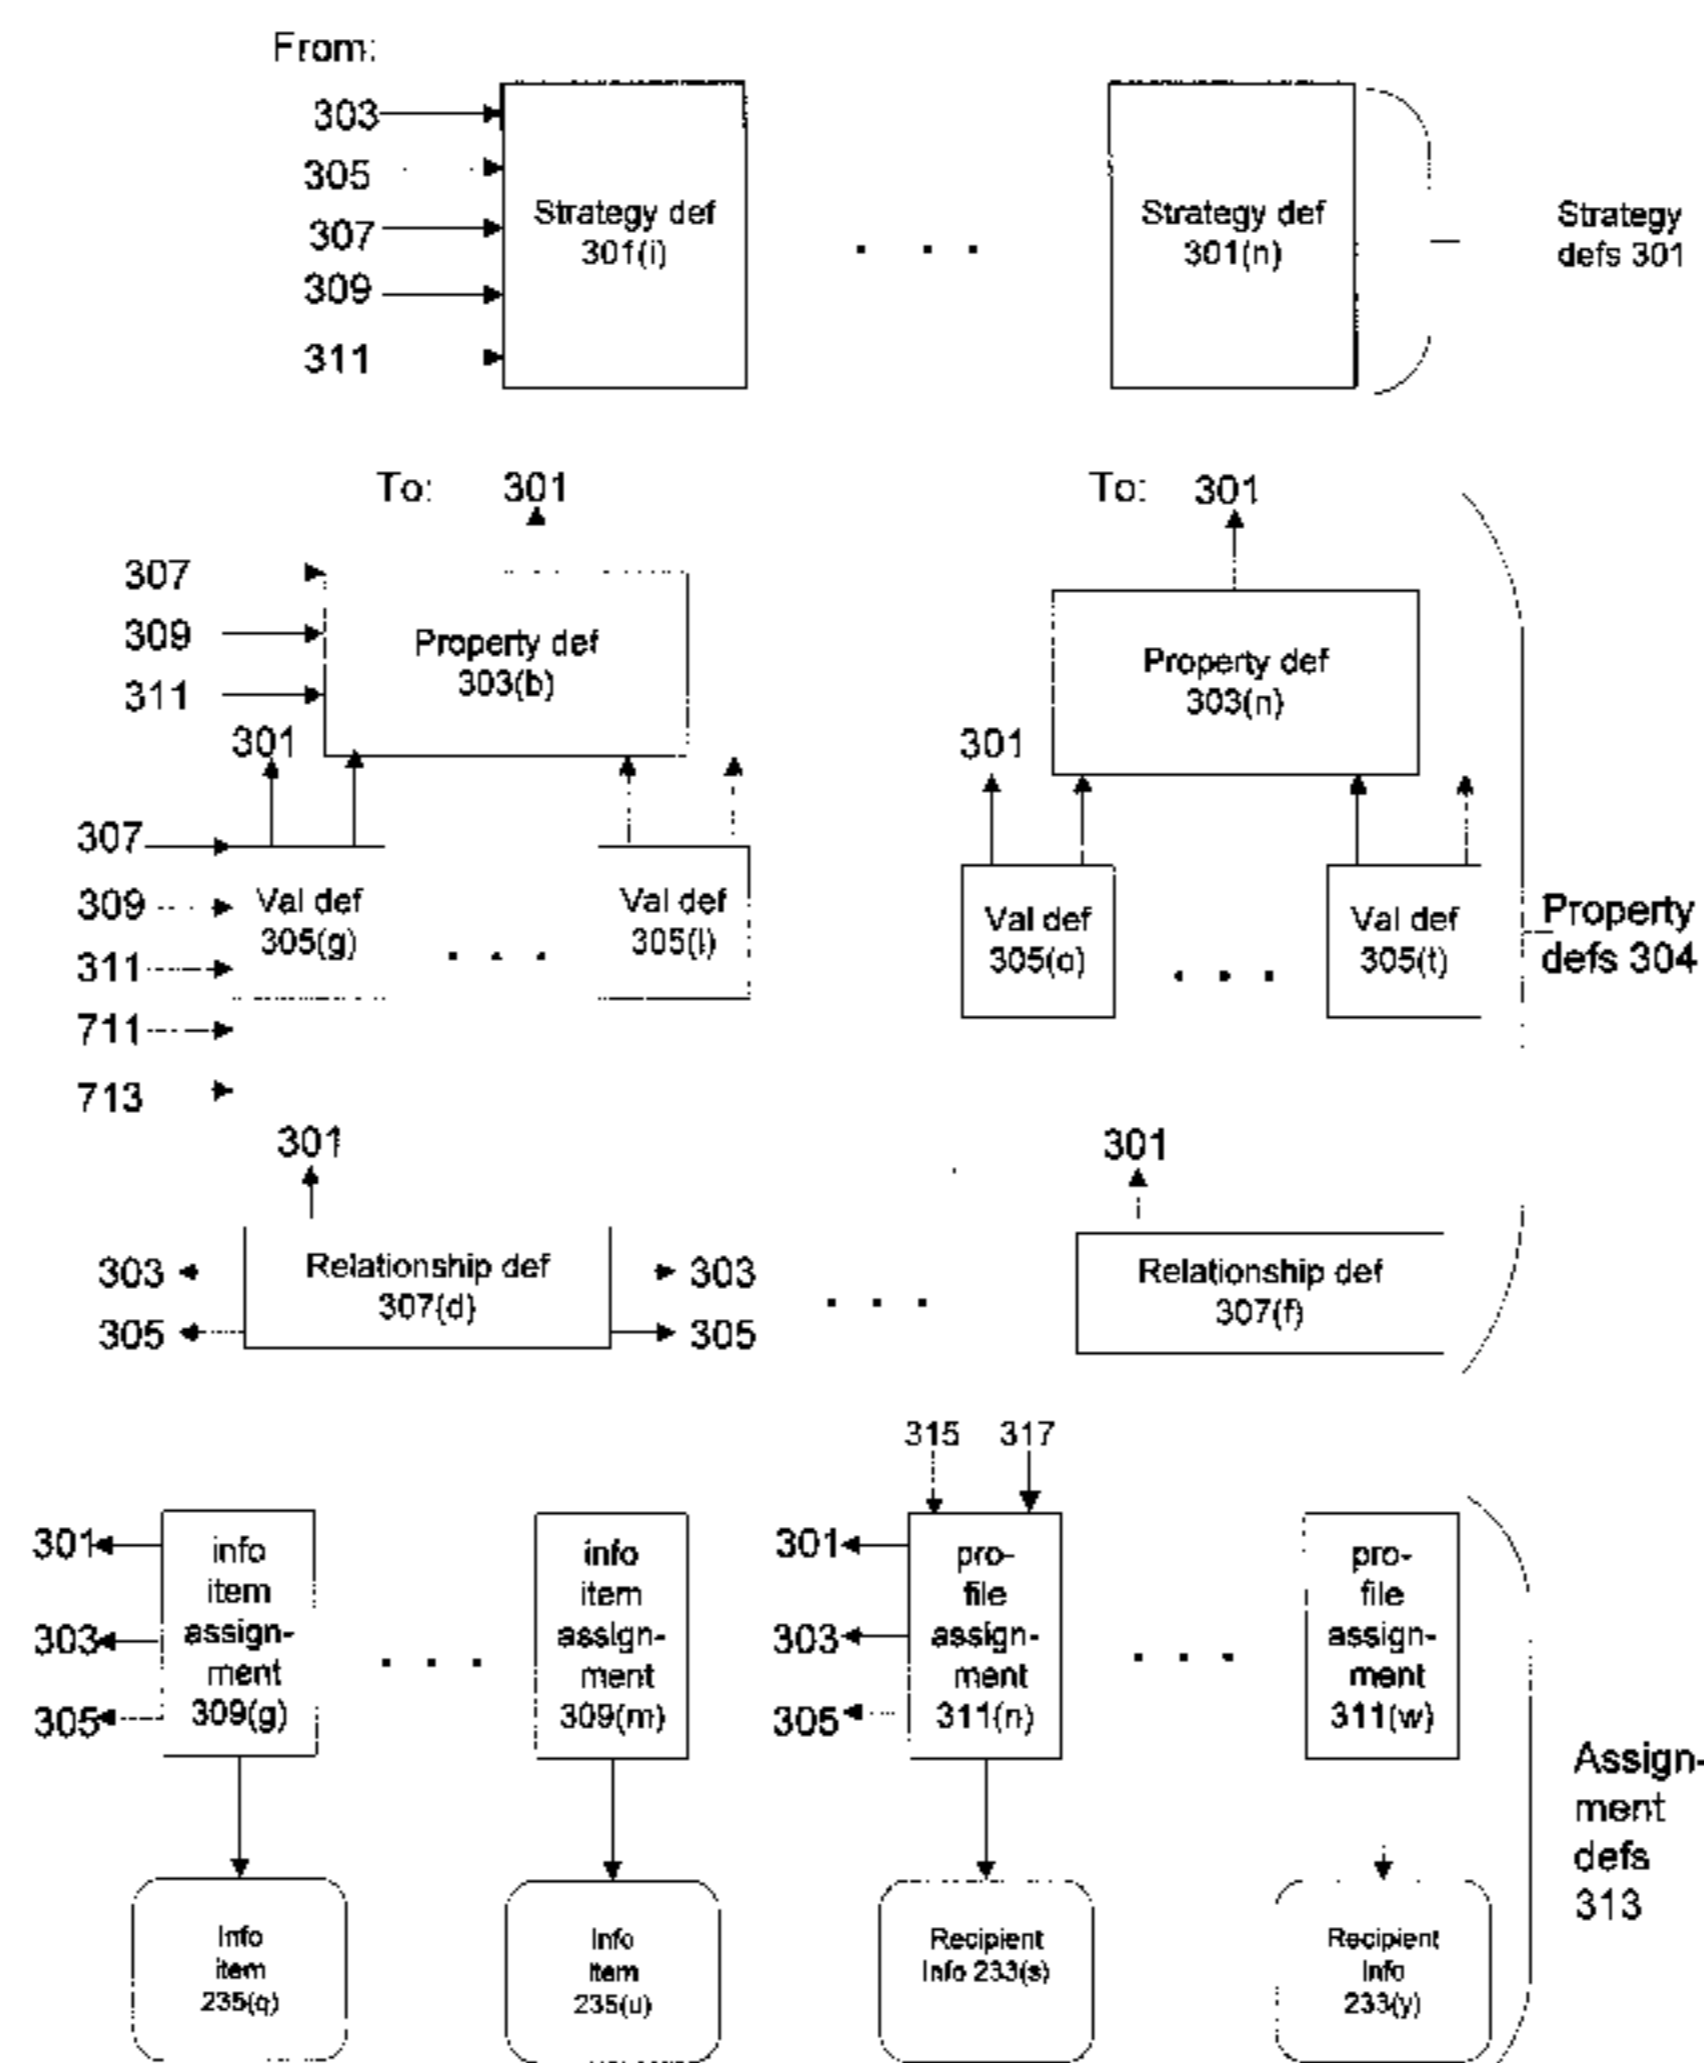 From:
303
305
307
309
311
Strategy def
301(i)
. . .
Strategy def
301(n)
Strategy
defs 301
To: 301
To: 301
307
309
311
Property def
303(b)
Property def
303(n)
301
301
307
309
311
711
713
Val def
305(g)
. . .
Val def
305(l)
Val def
305(o)
. . .
Val def
305(t)
Property
defs 304
301
301
303
305
Relationship def
307(d)
303
305
. . .
Relationship def
307(f)
315 317
301
303
305
info
item
assign-
ment
309(g)
. . .
info
item
assign-
ment
309(m)
301
303
305
pro-
file
assign-
ment
311(n)
. . .
pro-
file
assign-
ment
311(w)
Assign-
ment
defs
313
Info
item
235(q)
Info
Item
235(u)
Recipient
Info 233(s)
Recipient
Info
233(y)